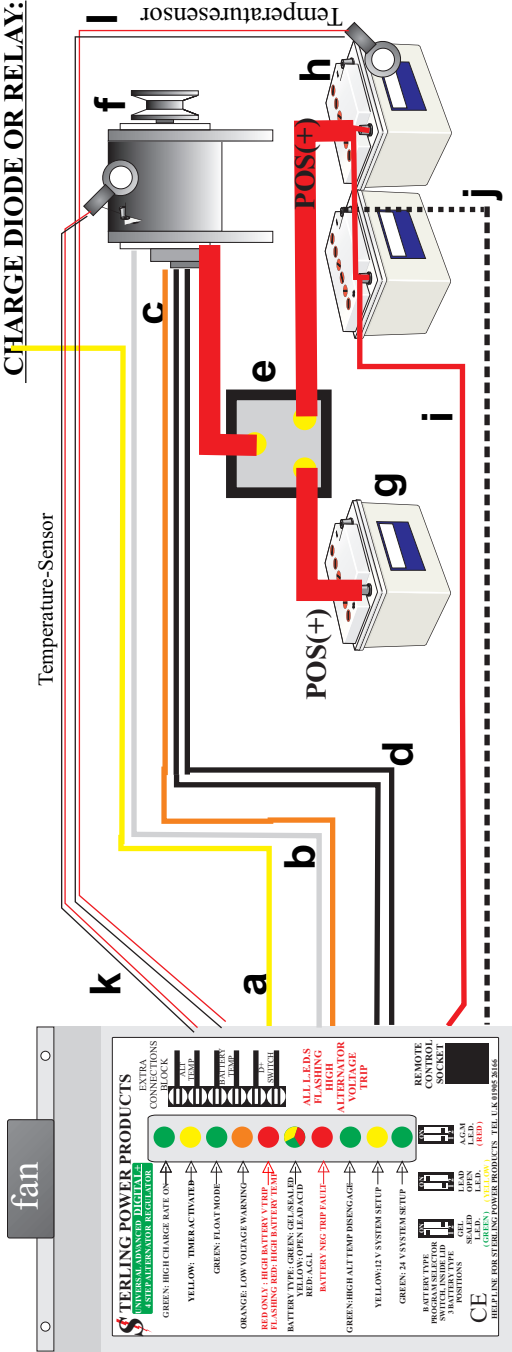 CHARGE DIODE OR RELAY:
fan
STERLING POWER PRODUCTS
UNIVERSAL ADVANCED DIGITAL+
4 STEP ALTERNATOR REGULATOR
GREEN: HIGH CHARGE RATE ON
YELLOW: TIMER ACTIVATED
GREEN: FLOAT MODE
ORANGE: LOW VOLTAGE WARNING
RED ONLY : HIGH BATTERY V TRIP
FLASHING RED: HIGH BATTERY TEMP
BATTERY TYPE: GREEN: GEL/SEALED
YELLOW: OPEN LEAD ACID
RED: A.G.L
BATTERY NEG TRIP FAULT
GREEN: HIGH ALT TEMP DISENGAGE
YELLOW: 12 V SYSTEM SETUP
GREEN: 24 V SYSTEM SETUP
EXTRA
CONNECTIONS
BLOCK
ALT
TEMP
BATTERY
TEMP
D+
SWITCH
ALL L.E.D.S
FLASHING
HIGH
ALTERNATOR
VOLTAGE
TRIP
REMOTE
CONTROL
SOCKET
BATTERY TYPE
PROGRAM SELECTOR
SWITCH, INSIDE LID
3 BATTERY TYPE
POSITIONS
ON
GEL
SEALED
L.E.D.
(GREEN)
ON
LEAD
OPEN
L.E.D.
(YELLOW)
ON
A.G.M
L.E.D.
(RED)
CE
HELP LINE FOR STERLING POWER PRODUCTS TEL U.K 01905 26166
Temperature-Sensor
Temperaturesensor
POS(+)
POS(+)
a
b
c
d
e
f
g
h
i
j
k
l